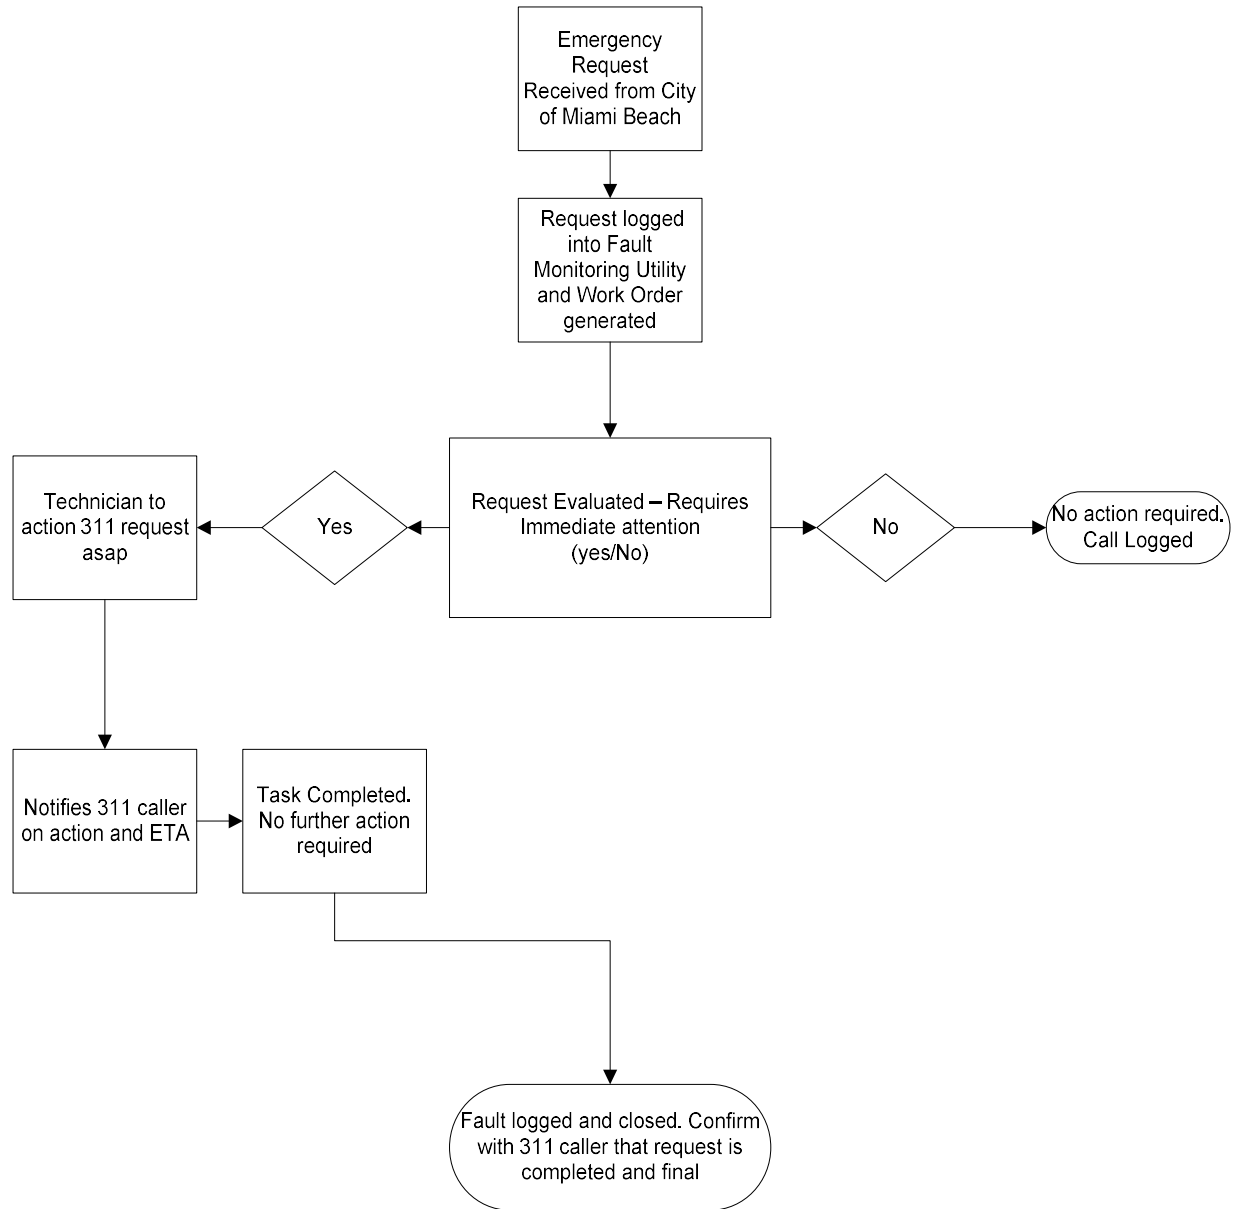 Emergency
Request
Received from City
of Miami Beach
Request logged
into Fault
Monitoring Utility
and Work Order
generated
Technician to
action 311 request
asap
Yes
Request Evaluated – Requires
Immediate attention
(yes/No)
No
No action required.
Call Logged
Notifies 311 caller
on action and ETA
Task Completed.
No further action
required
Fault logged and closed. Confirm
with 311 caller that request is
completed and final